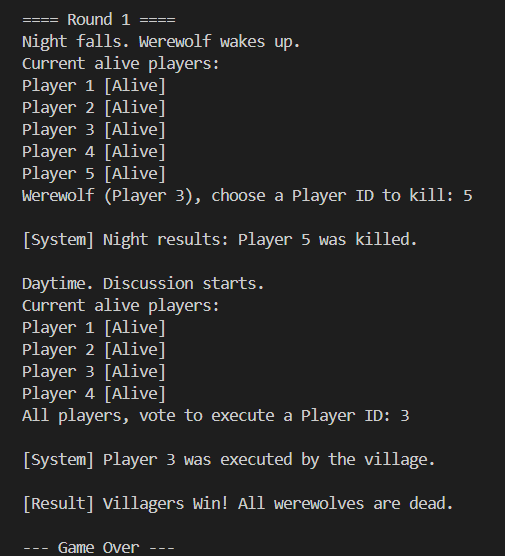 ==== Round 1 ====
Night falls. Werewolf wakes up.
Current alive players:
Player 1 [Alive]
Player 2 [Alive]
Player 3 [Alive]
Player 4 [Alive]
Player 5 [Alive]
Werewolf (Player 3), choose a Player ID to kill: 5
[System] Night results: Player 5 was killed.
Daytime. Discussion starts.
Current alive players:
Player 1 [Alive]
Player 2 [Alive]
Player 3 [Alive]
Player 4 [Alive]
All players, vote to execute a Player ID: 3
[System] Player 3 was executed by the village.
[Result] Villagers Win! All werewolves are dead.
--- Game Over ---